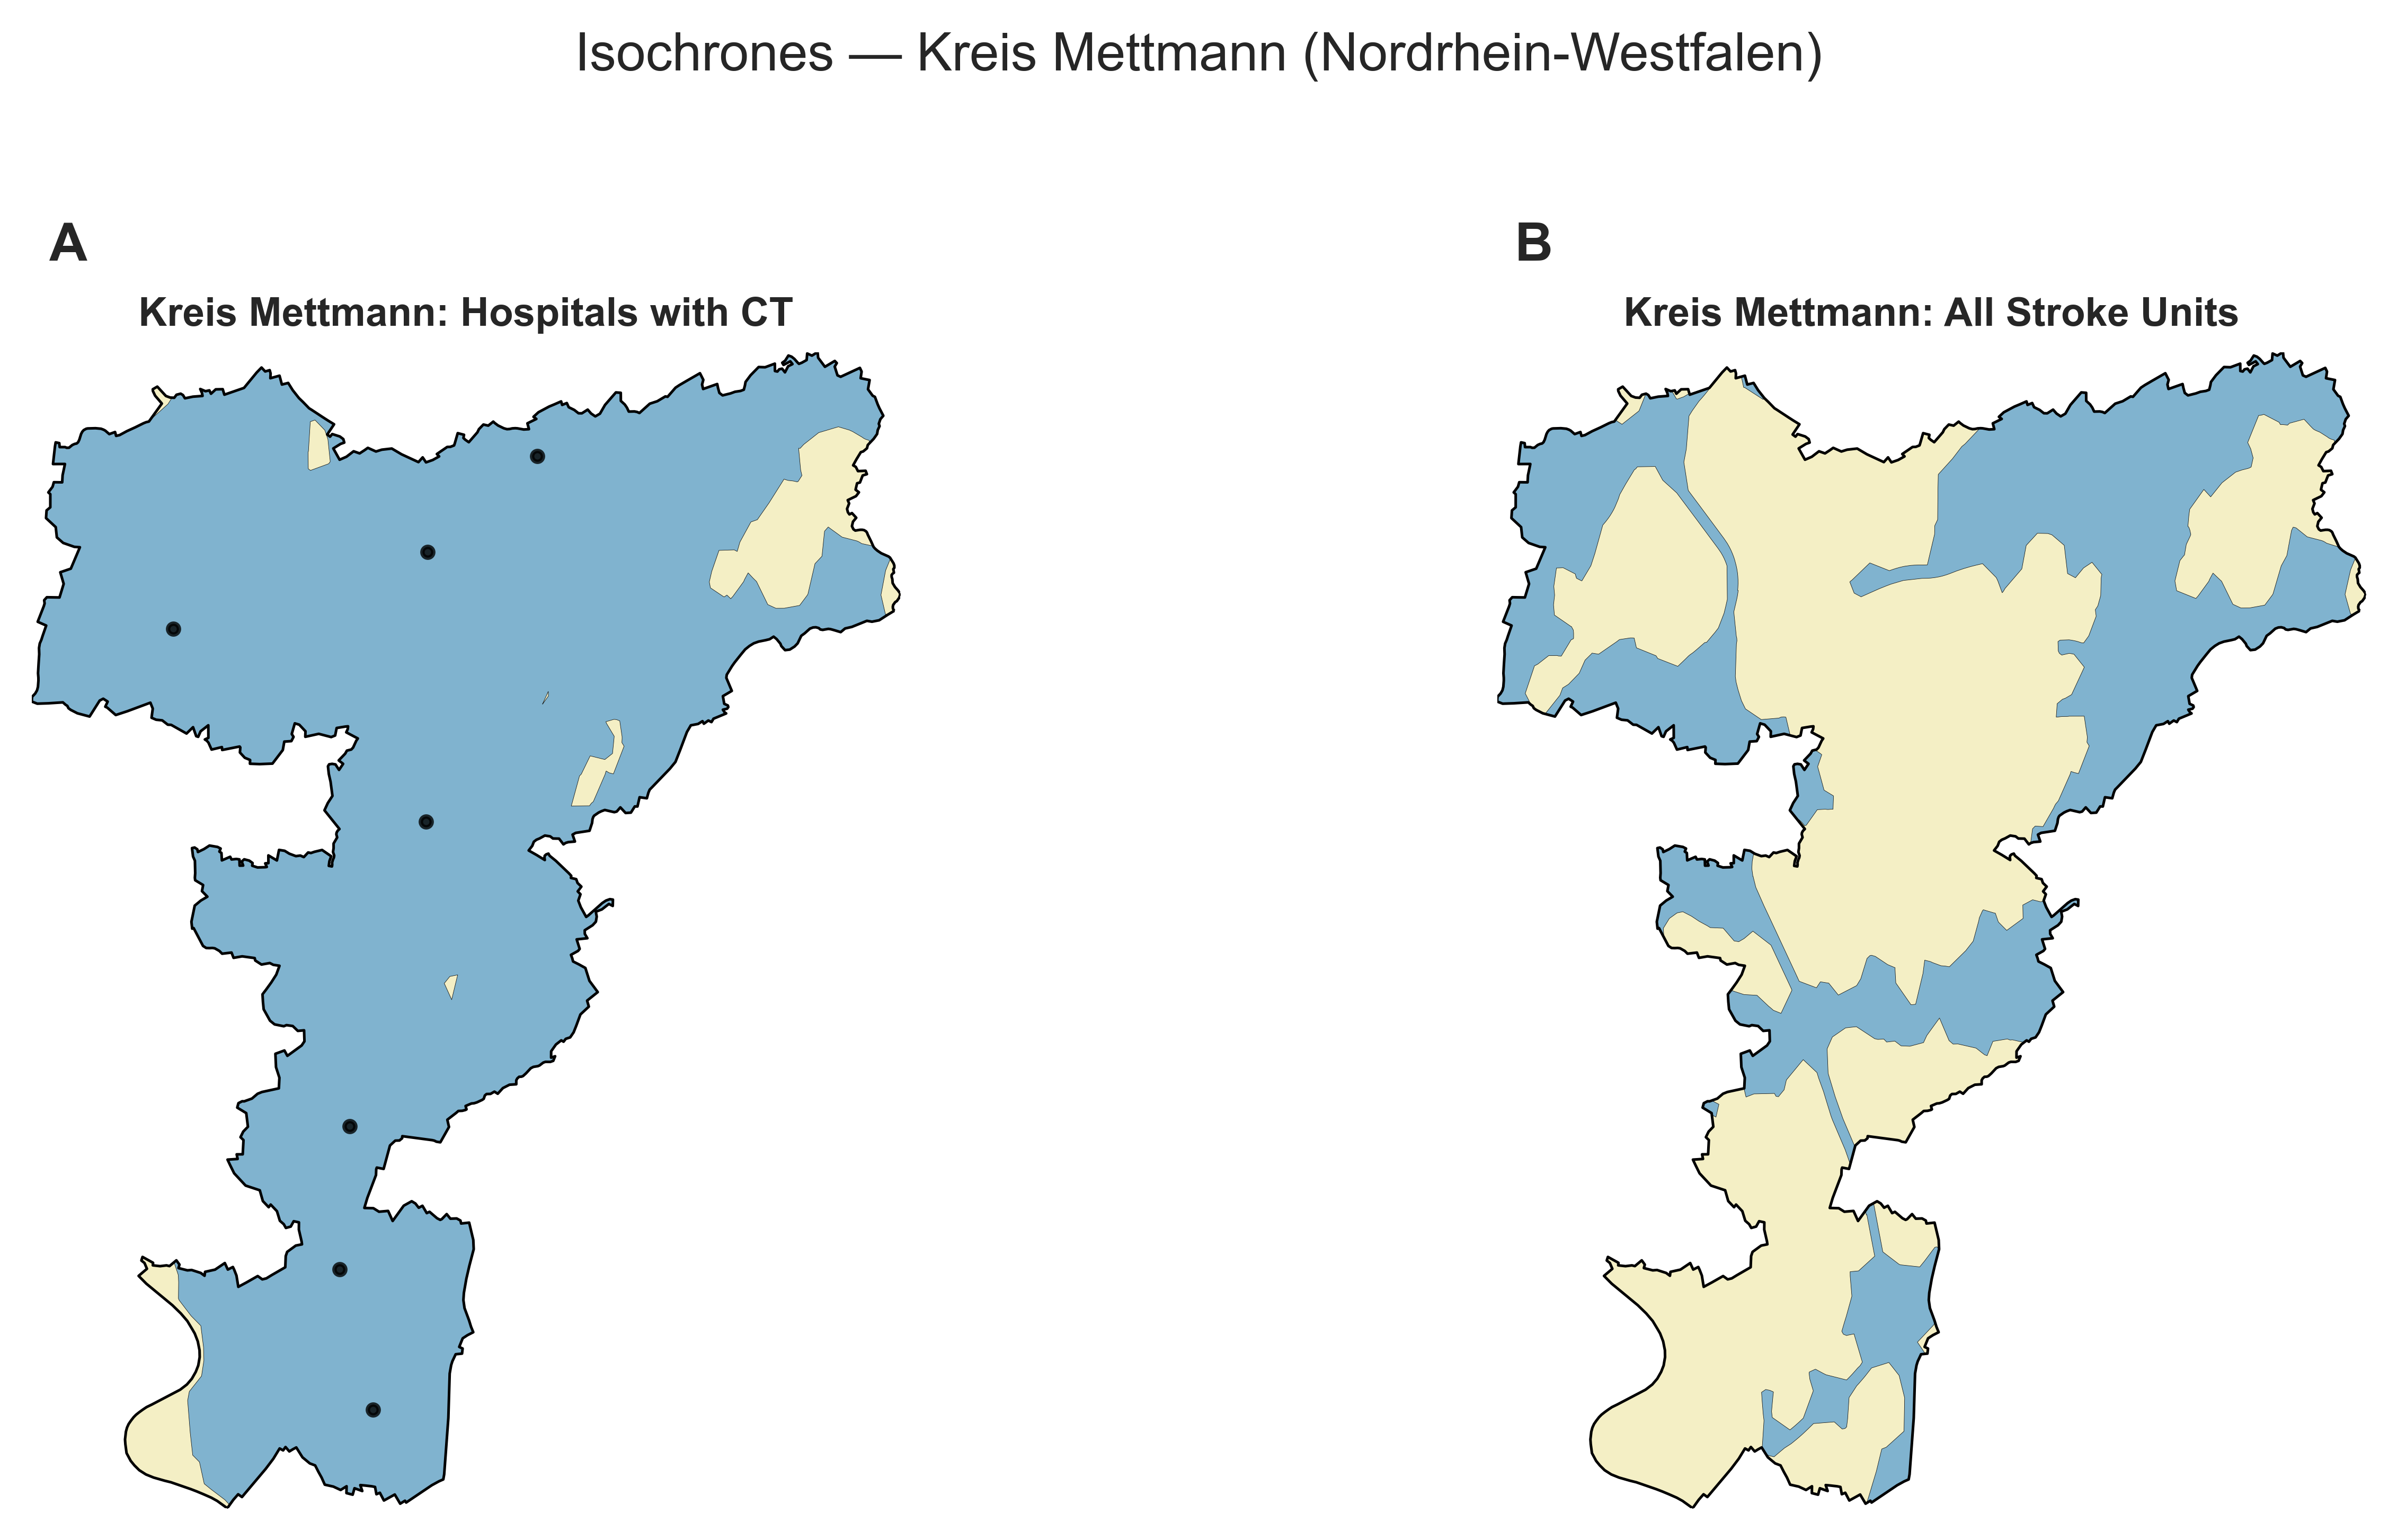 Isochrones — Kreis Mettmann (Nordrhein-Westfalen)
A
Kreis Mettmann: Hospitals with CT
B
Kreis Mettmann: All Stroke Units